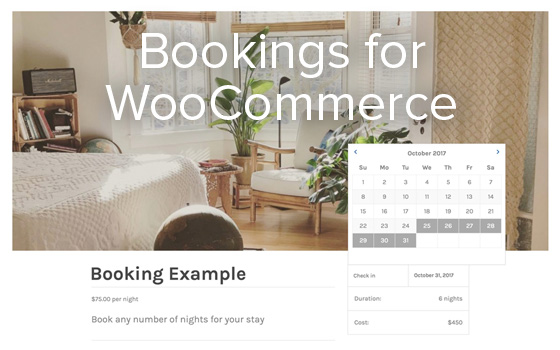 Bookings for
WooCommerce
‹ October 2017 ›
Su Mo Tu We Th Fr Sa
1 2 3 4 5 6 7
8 9 10 11 12 13 14
15 16 17 18 19 20 21
22 23 24 25 26 27 28
29 30 31
Booking Example
$75.00 per night
Book any number of nights for your stay
Check in October 31, 2017
Duration: 6 nights
Cost: $450